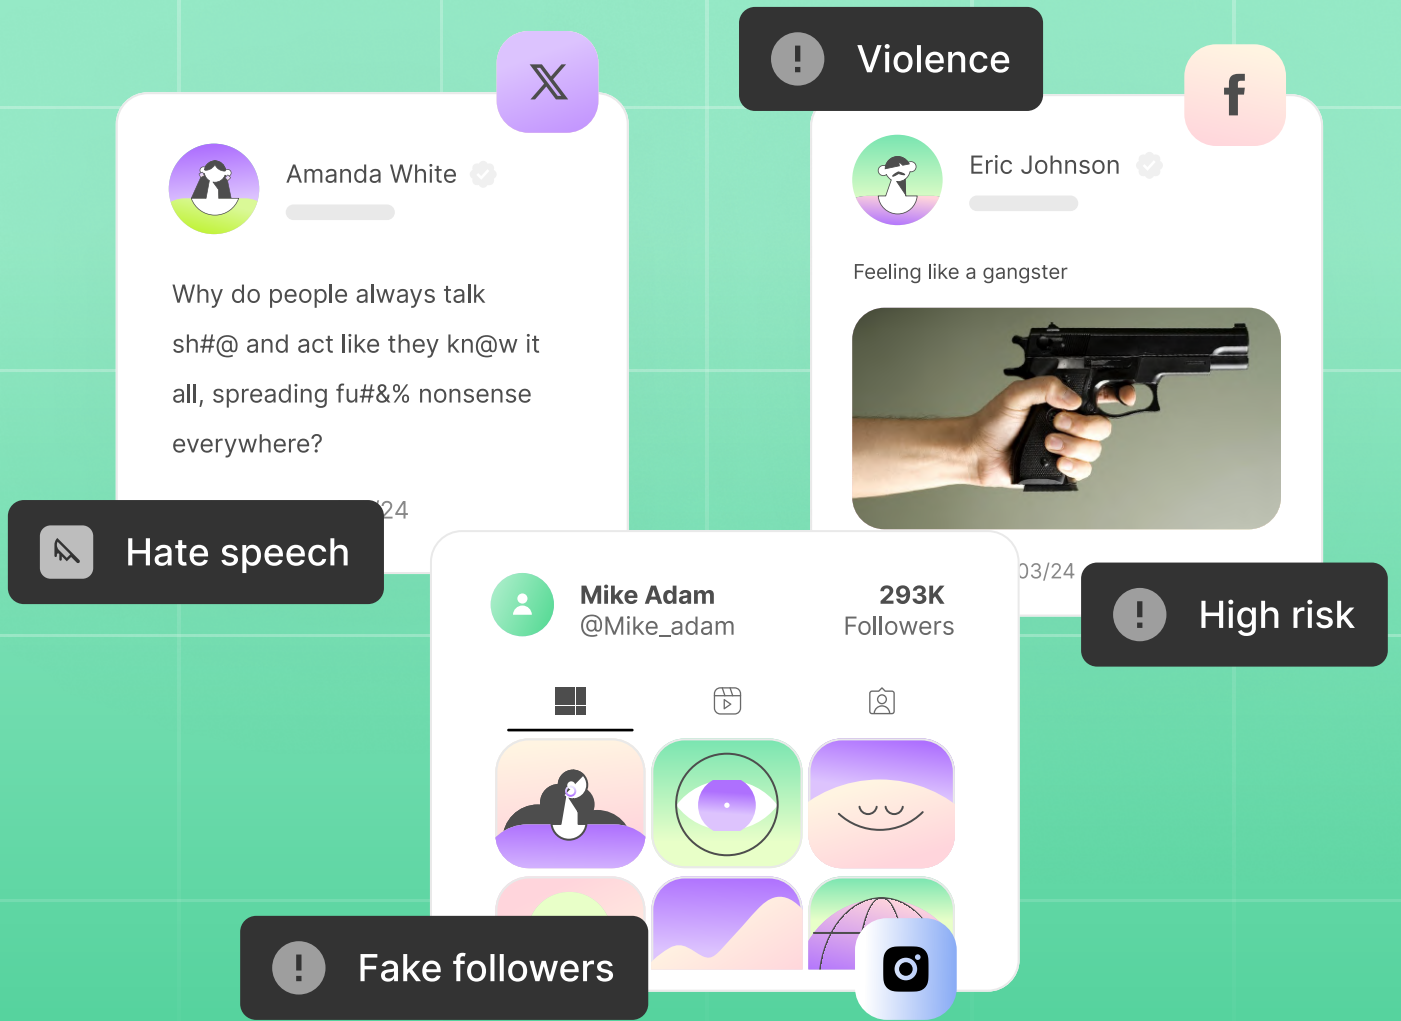 Violence
Amanda White
Why do people always talk
sh#@ and act like they kn@w it
all, spreading fu#&% nonsense
everywhere?
/24
Hate speech
Eric Johnson
Feeling like a gangster
03/24
High risk
Mike Adam
@Mike_adam
293K
Followers
Fake followers